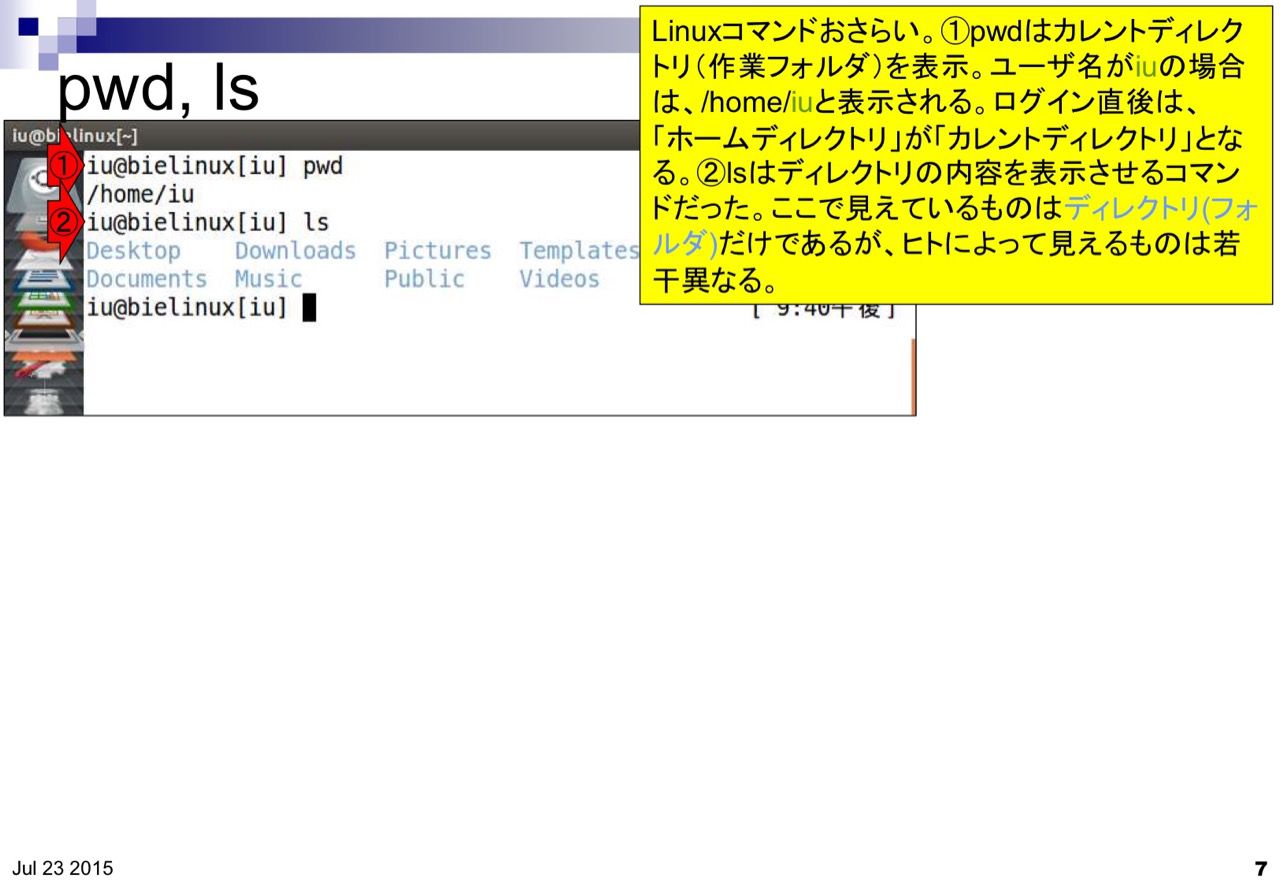 pwd, ls
Linuxコマンドおさらい。①pwdはカレントディレク
トリ（作業フォルダ）を表示。ユーザ名がiuの場合
は、/home/iuと表示される。ログイン直後は、
「ホームディレクトリ」が「カレントディレクトリ」とな
る。②lsはディレクトリの内容を表示させるコマン
ドだった。ここで見えているものはディレクトリ(フォ
ルダ)だけであるが、ヒトによって見えるものは若
干異なる。
iu@bielinux[~]
① iu@bielinux[iu] pwd
/home/iu
② iu@bielinux[iu] ls
Desktop Downloads Pictures Templates
Documents Music Public Videos
iu@bielinux[iu] [ 9:40午後]
Jul 23 2015
7